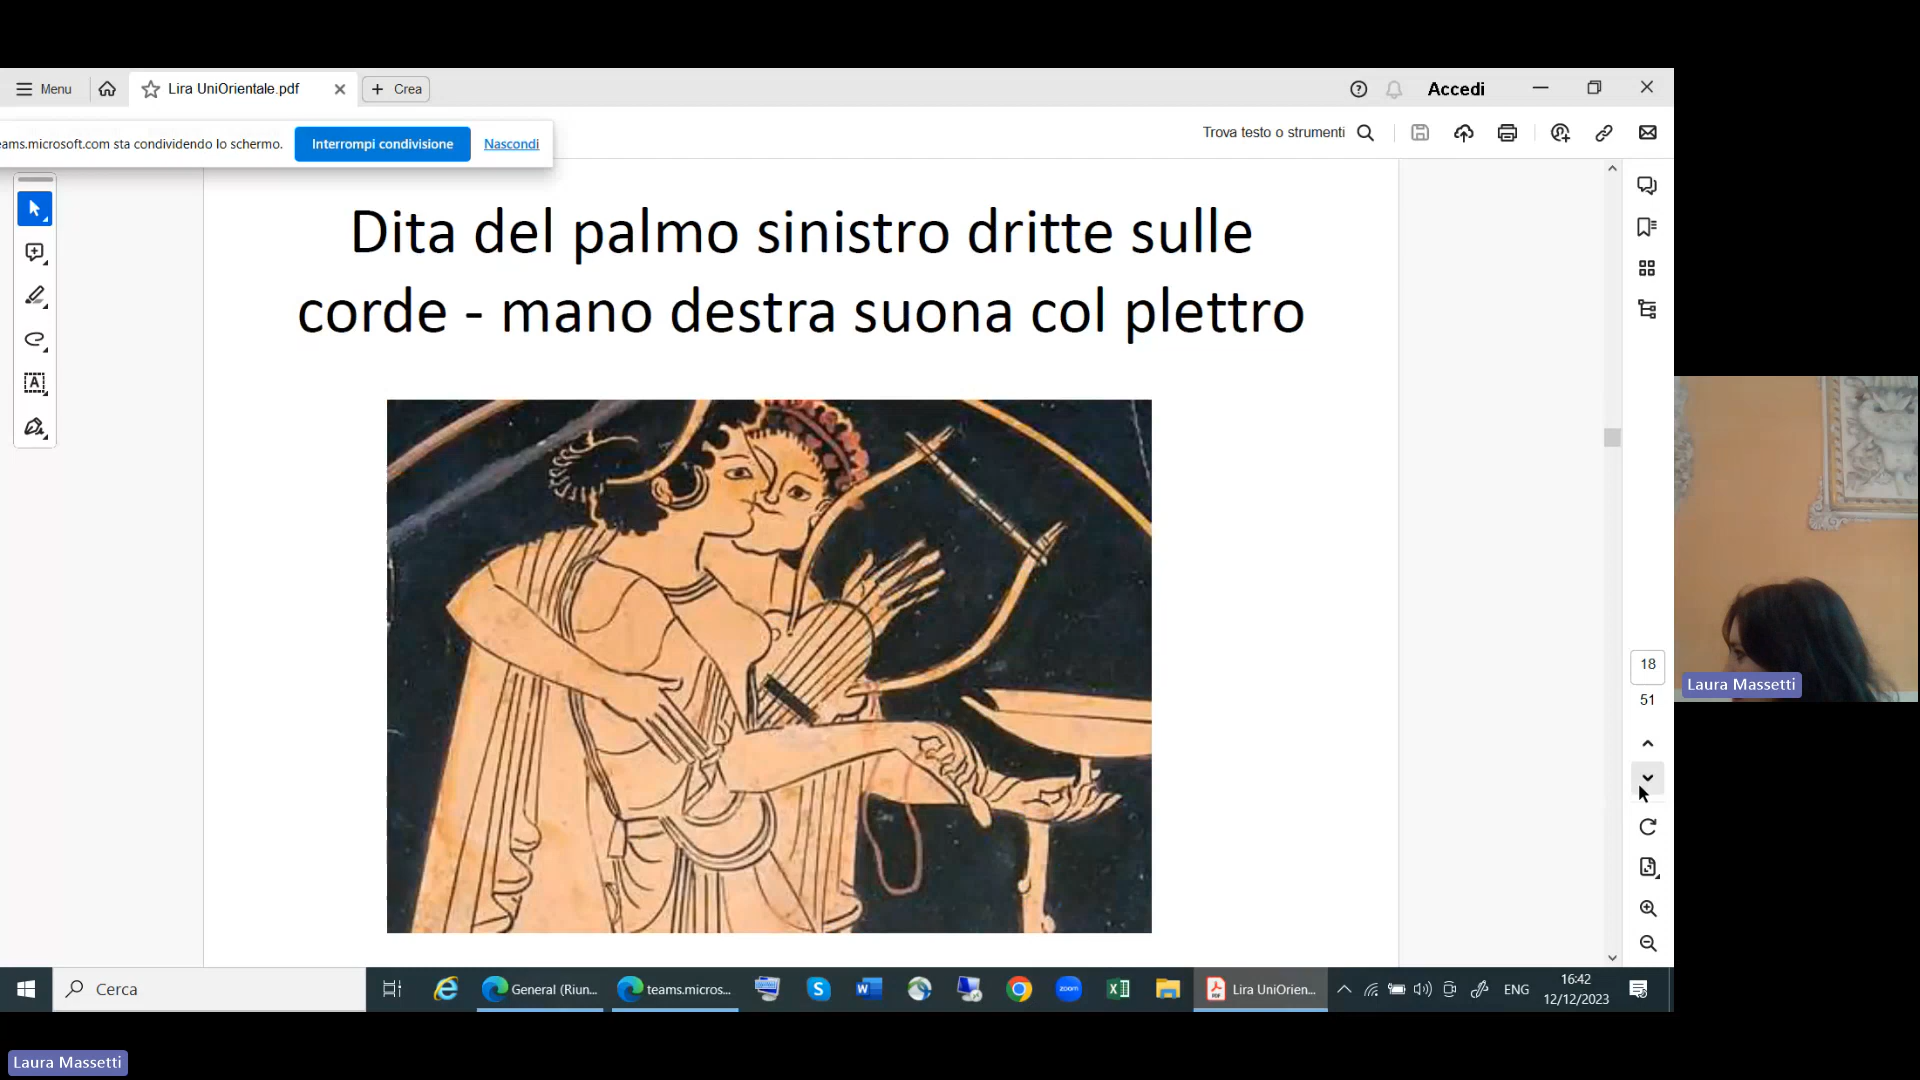 Menu
Lira UniOrientale.pdf
Crea
Accedi
eams.microsoft.com sta condividendo lo schermo.
Interrompi condivisione
Nascondi
Trova testo o strumenti
Dita del palmo sinistro dritte sulle
corde - mano destra suona col plettro
18
51
Laura Massetti
Cerca
General (Riun...
teams.micros...
zoom
Lira UniOrien...
ENG
16:42
12/12/2023
Laura Massetti